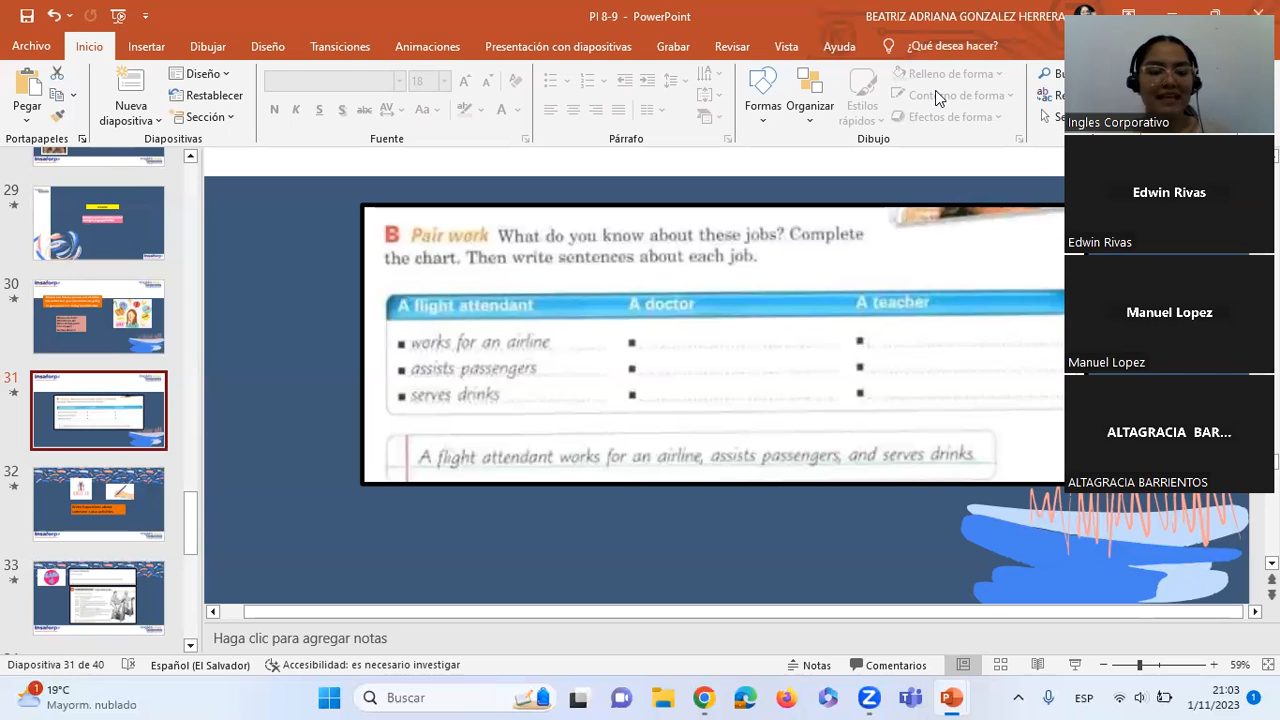 PI 8-9 - PowerPoint
BEATRIZ ADRIANA GONZALEZ HERRERA
Archivo Inicio Insertar Dibujar Diseño Transiciones Animaciones Presentación con diapositivas Grabar Revisar Vista Ayuda ¿Qué desea hacer?
Pegar
Portapapeles
Nueva
diapositiva
Diseño
Restablecer
Sección
Diapositivas
18
N K S S abc AV Aa A
Fuente
Párrafo
Formas
Organizar
Estilos
rápidos
Relleno de forma
Contorno de forma
Efectos de forma
Dibujo
Ingles Corporativo
Edwin Rivas
Edwin Rivas
Manuel Lopez
Manuel Lopez
ALTAGRACIA BAR...
ALTAGRACIA BARRIENTOS
29
30
31
32
33
insaforp
B Pair work What do you know about these jobs? Complete
the chart. Then write sentences about each job.
A flight attendant A doctor A teacher
works for an airline
assists passengers
serves drinks
A flight attendant works for an airline, assists passengers, and serves drinks.
Haga clic para agregar notas
Diapositiva 31 de 40 Español (El Salvador) Accesibilidad: es necesario investigar Notas Comentarios 59%
1
19°C
Mayorm. nublado
Buscar
ESP
21:03
1/11/2023